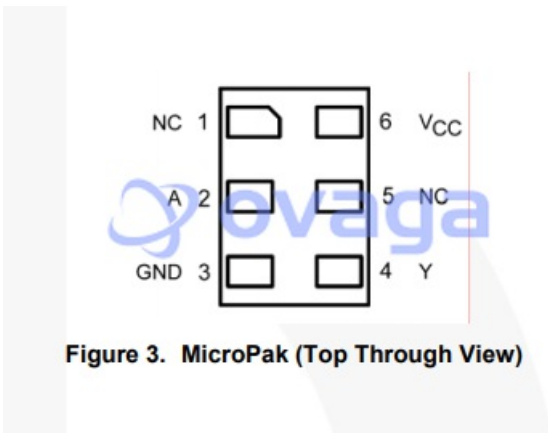 NC 1 6 VCC
A 2 5 NC
ovaga
GND 3 4 Y
Figure 3. MicroPak (Top Through View)